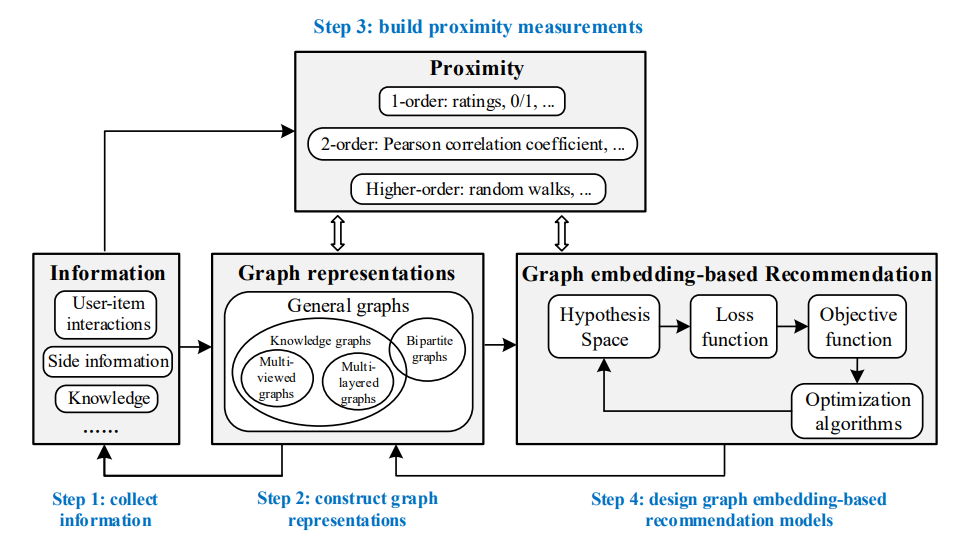 Step 3: build proximity measurements
Proximity
1-order: ratings, 0/1, ...
2-order: Pearson correlation coefficient, ...
Higher-order: random walks, ...
Information
User-item
interactions
Side information
Knowledge
......
Graph representations
General graphs
Knowledge graphs
Bipartite
graphs
Multi-
viewed
graphs
Multi-
layered
graphs
Graph embedding-based Recommendation
Hypothesis
Space
Loss
function
Objective
function
Optimization
algorithms
Step 1: collect
information
Step 2: construct graph
representations
Step 4: design graph embedding-based
recommendation models